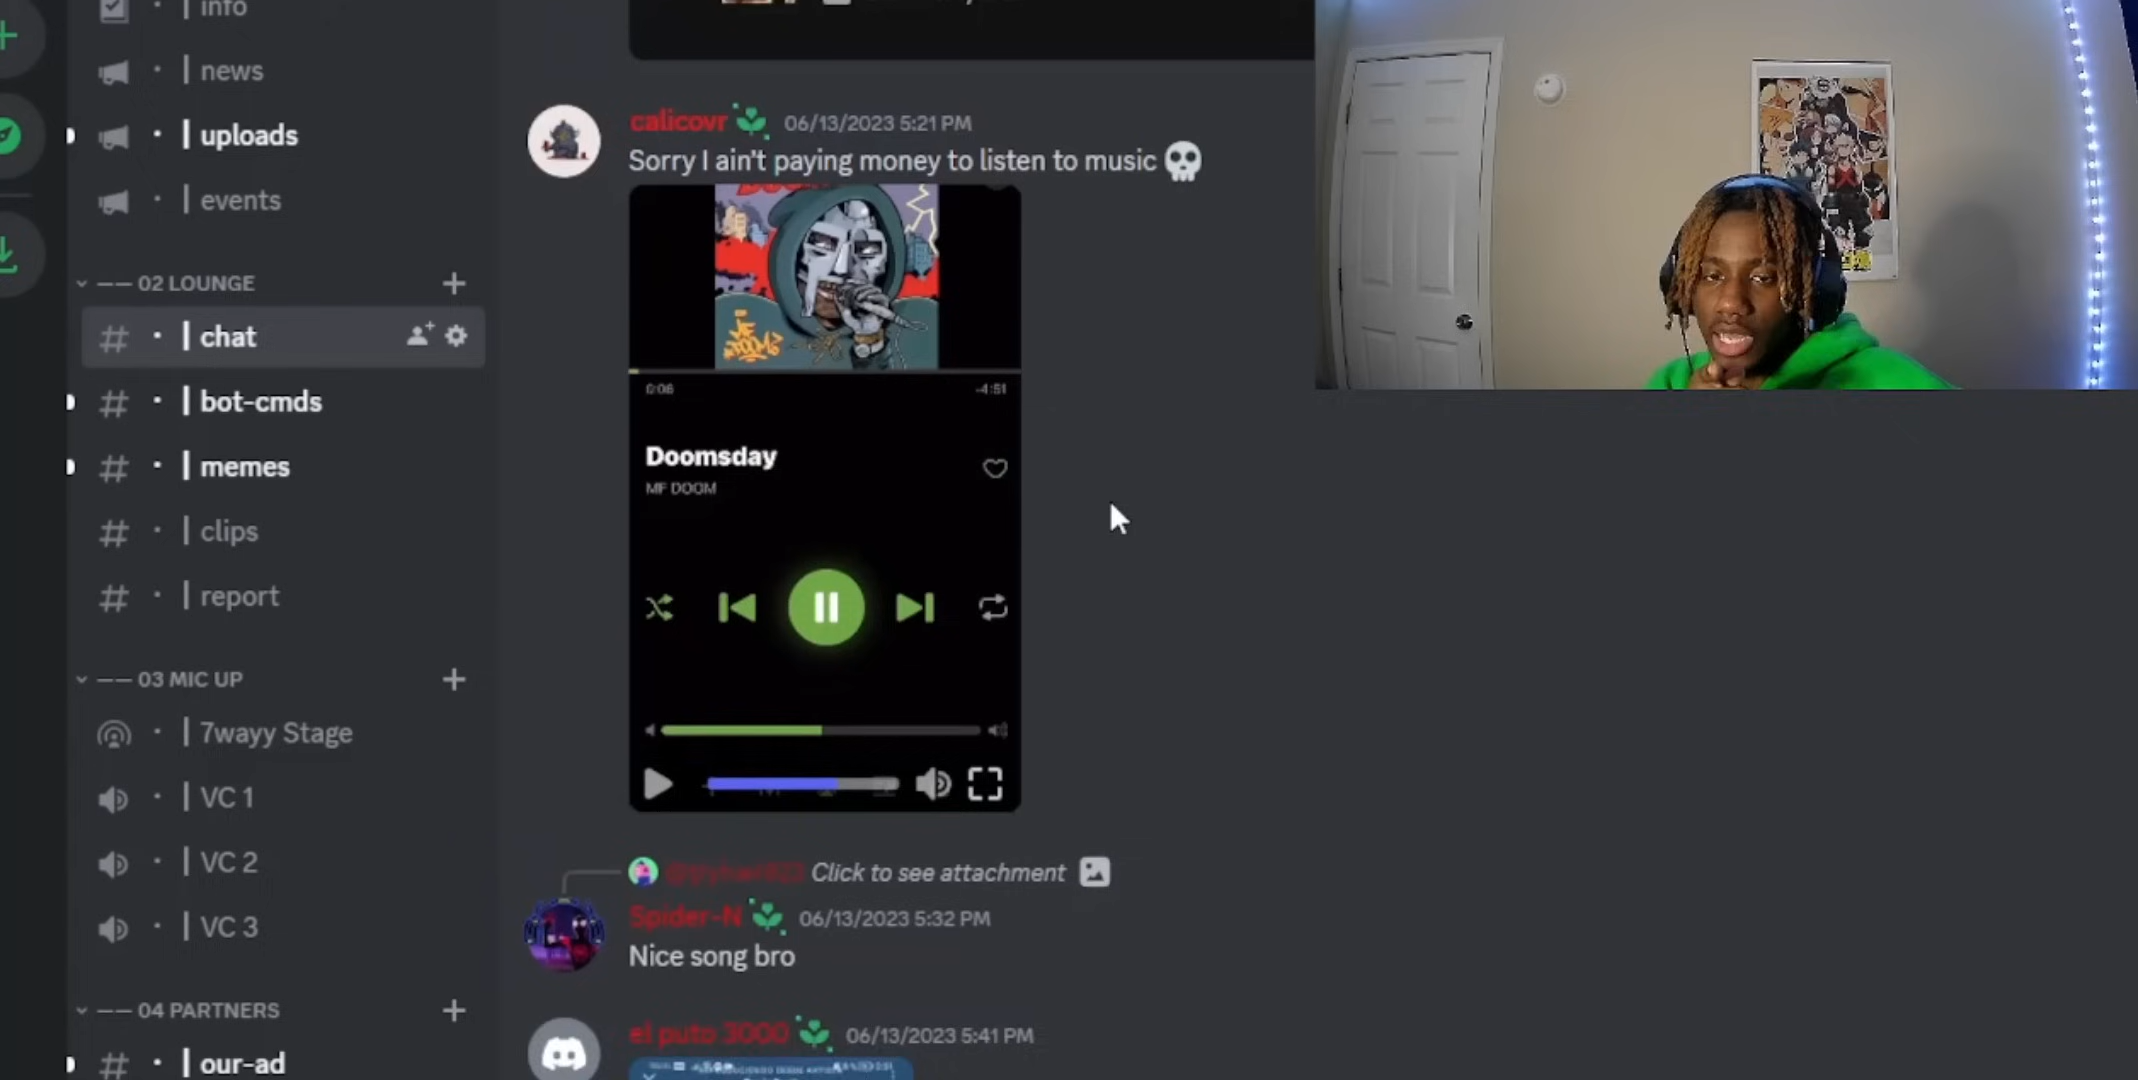 info
news
uploads
events
—— 02 LOUNGE
chat
bot-cmds
memes
clips
report
—— 03 MIC UP
7wayy Stage
VC 1
VC 2
VC 3
—— 04 PARTNERS
our-ad
calicovr 06/13/2023 5:21 PM
Sorry I ain't paying money to listen to music
MF DOOM
0:06 -4:51
Doomsday
MF DOOM
Click to see attachment
Spider-N 06/13/2023 5:32 PM
Nice song bro
el puto 3000 06/13/2023 5:41 PM